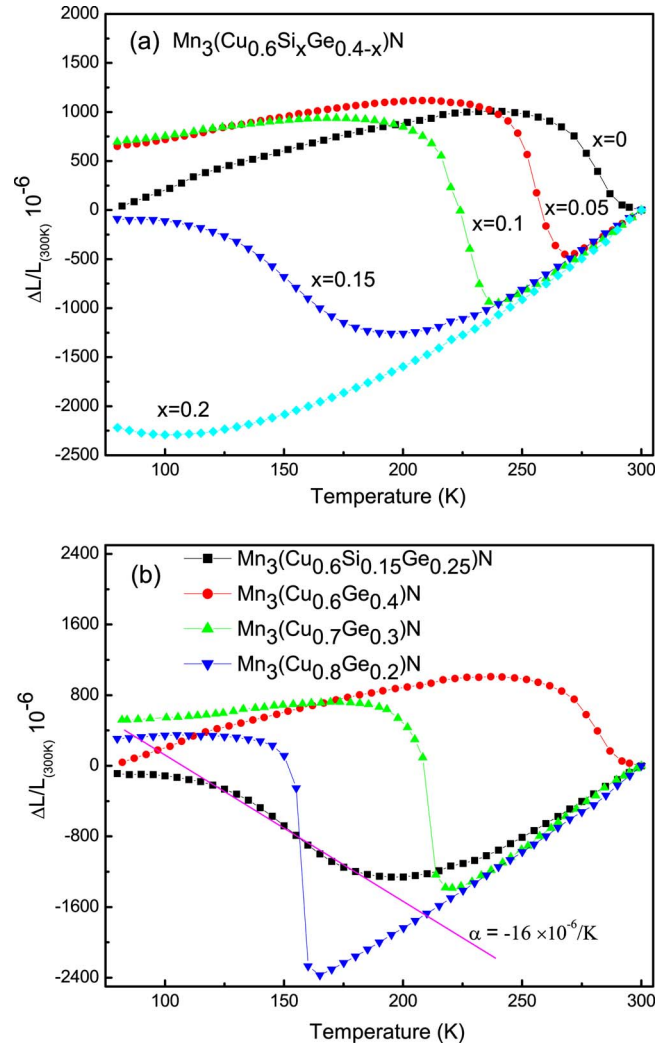 (a) Mn₃(Cu₀.₆SiₓGe₀.₄₋ₓ)N
2000
1500
1000
500
0
-500
-1000
-1500
-2000
-2500
ΔL/L(300K) 10⁻⁶
x=0
x=0.05
x=0.1
x=0.15
x=0.2
100 150 200 250 300
Temperature (K)
(b)
Mn₃(Cu₀.₆Si₀.₁₅Ge₀.₂₅)N
Mn₃(Cu₀.₆Ge₀.₄)N
Mn₃(Cu₀.₇Ge₀.₃)N
Mn₃(Cu₀.₈Ge₀.₂)N
2400
1600
800
0
-800
-1600
-2400
ΔL/L(300K) 10⁻⁶
α = -16 ×10⁻⁶/K
100 150 200 250 300
Temperature (K)